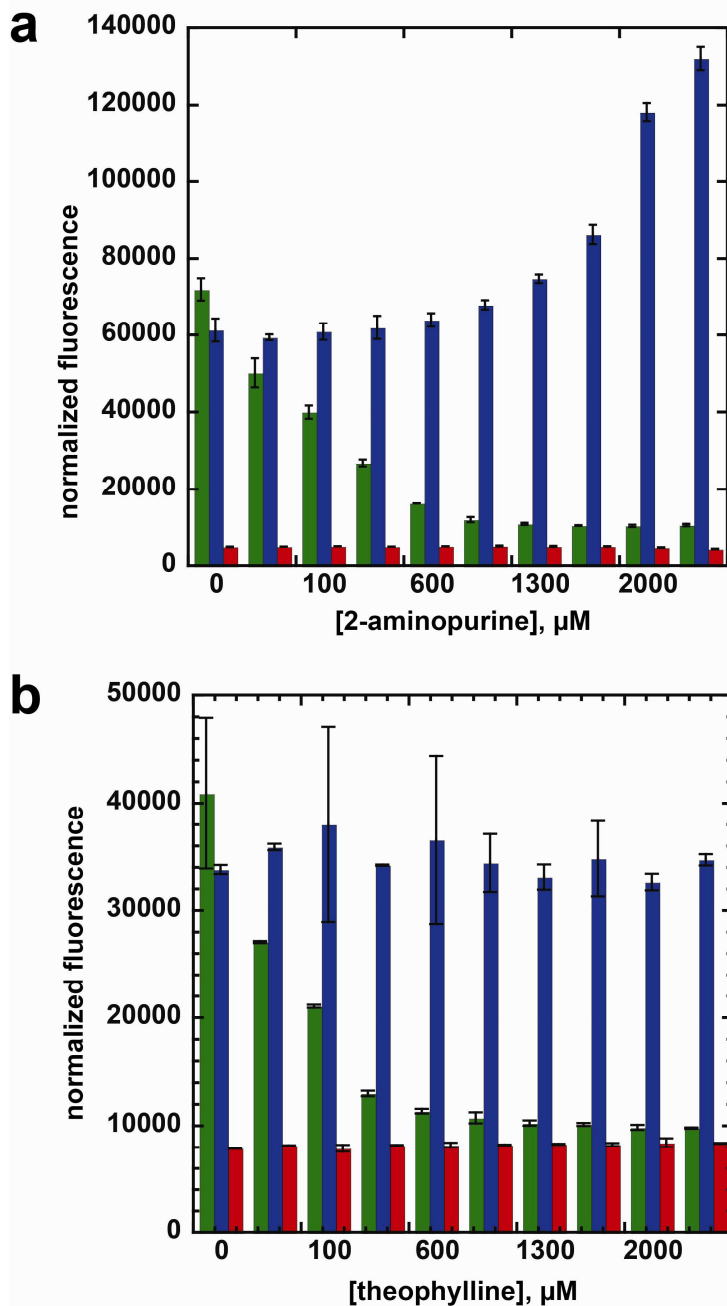 a
140000
120000
100000
80000
60000
40000
20000
0
normalized fluorescence
0 100 600 1300 2000
[2-aminopurine], µM
b
50000
40000
30000
20000
10000
0
normalized fluorescence
0 100 600 1300 2000
[theophylline], µM